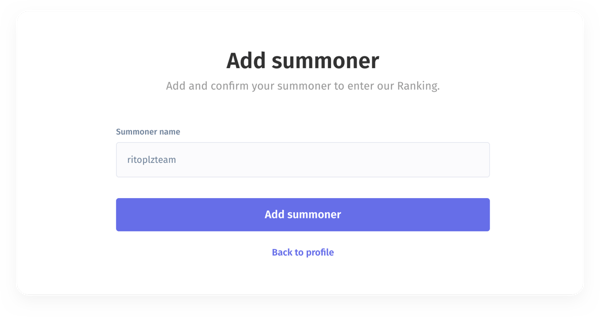 Add summoner
Add and confirm your summoner to enter our Ranking.
Summoner name
ritoplzteam
Add summoner
Back to profile